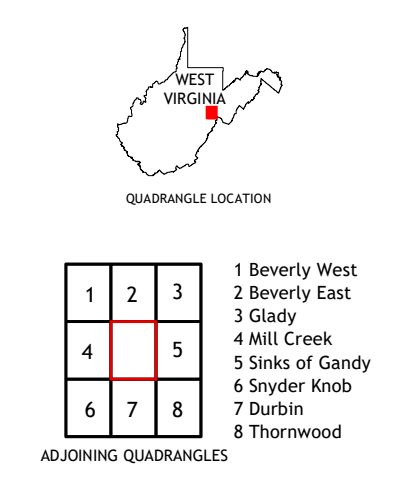 WEST
VIRGINIA
QUADRANGLE LOCATION
1 2 3
4 5
6 7 8
1 Beverly West
2 Beverly East
3 Glady
4 Mill Creek
5 Sinks of Gandy
6 Snyder Knob
7 Durbin
8 Thornwood
ADJOINING QUADRANGLES